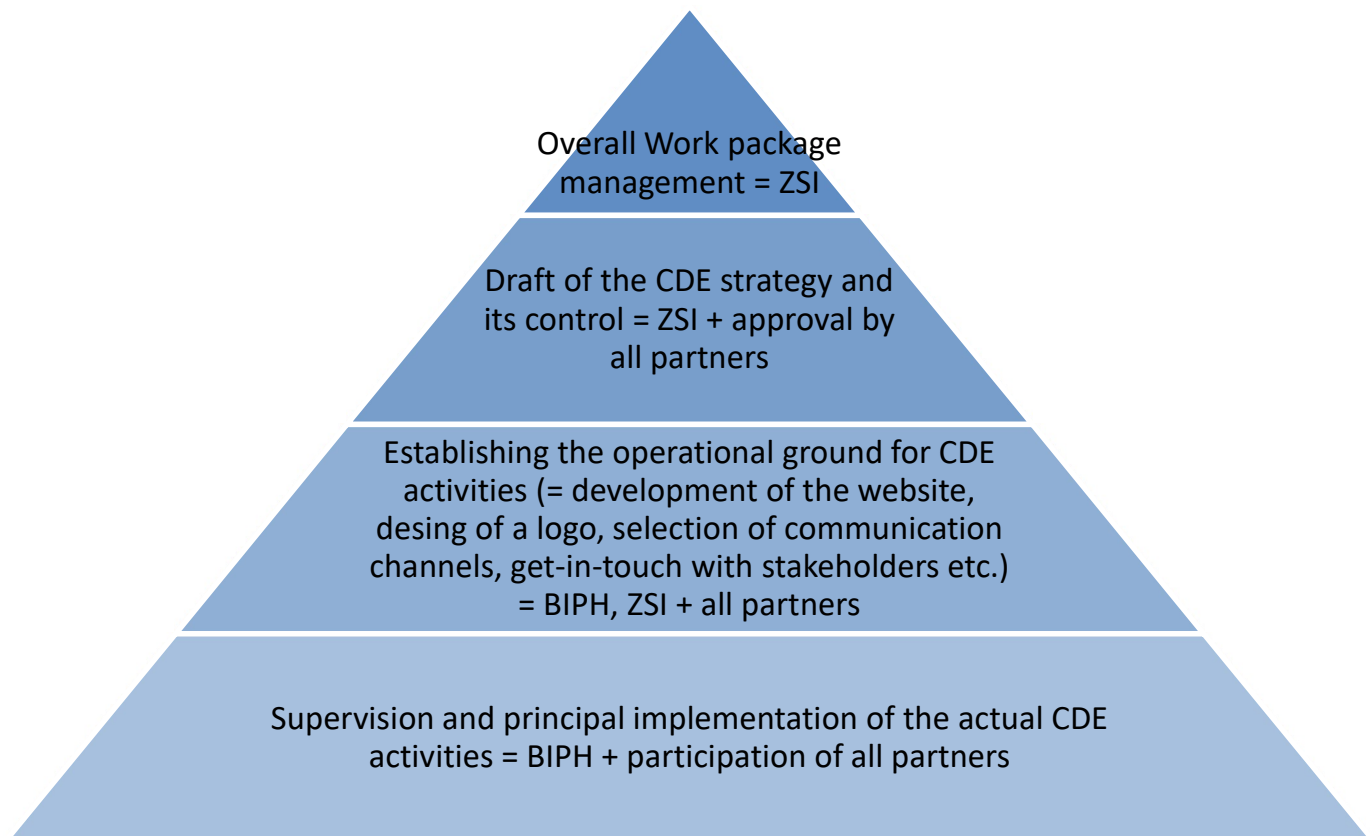 Overall Work package
management = ZSI
Draft of the CDE strategy and
its control = ZSI + approval by
all partners
Establishing the operational ground for CDE
activities (= development of the website,
desing of a logo, selection of communication
channels, get-in-touch with stakeholders etc.)
= BIPH, ZSI + all partners
Supervision and principal implementation of the actual CDE
activities = BIPH + participation of all partners